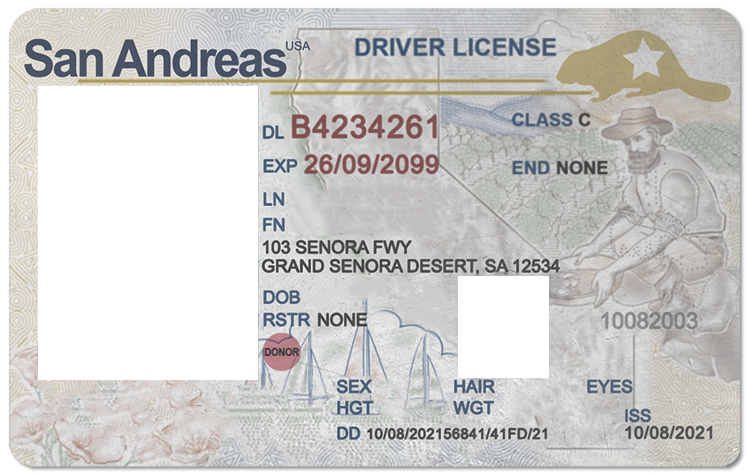 San Andreas USA DRIVER LICENSE
DL B4234261 CLASS C
EXP 26/09/2099 END NONE
LN
FN
103 SENORA FWY
GRAND SENORA DESERT, SA 12534
DOB
RSTR NONE 10082003
DONOR
SEX HAIR EYES
HGT WGT
ISS
DD 10/08/202156841/41FD/21 10/08/2021